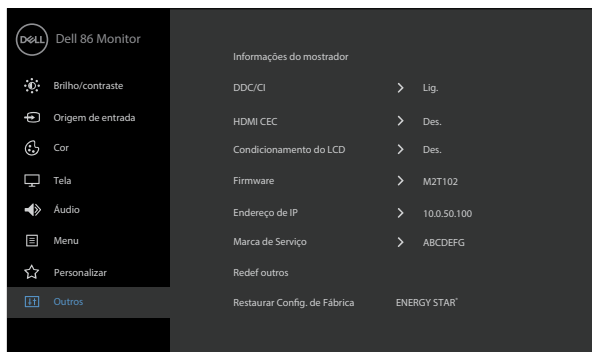 DELL Dell 86 Monitor
Brilho/contraste
Origem de entrada
Cor
Tela
Áudio
Menu
Personalizar
Outros
Informações do mostrador
DDC/CI > Lig.
HDMI CEC > Des.
Condicionamento do LCD > Des.
Firmware > M2T102
Endereço de IP > 10.0.50.100
Marca de Serviço > ABCDEFG
Redef outros
Restaurar Config. de Fábrica ENERGY STAR®